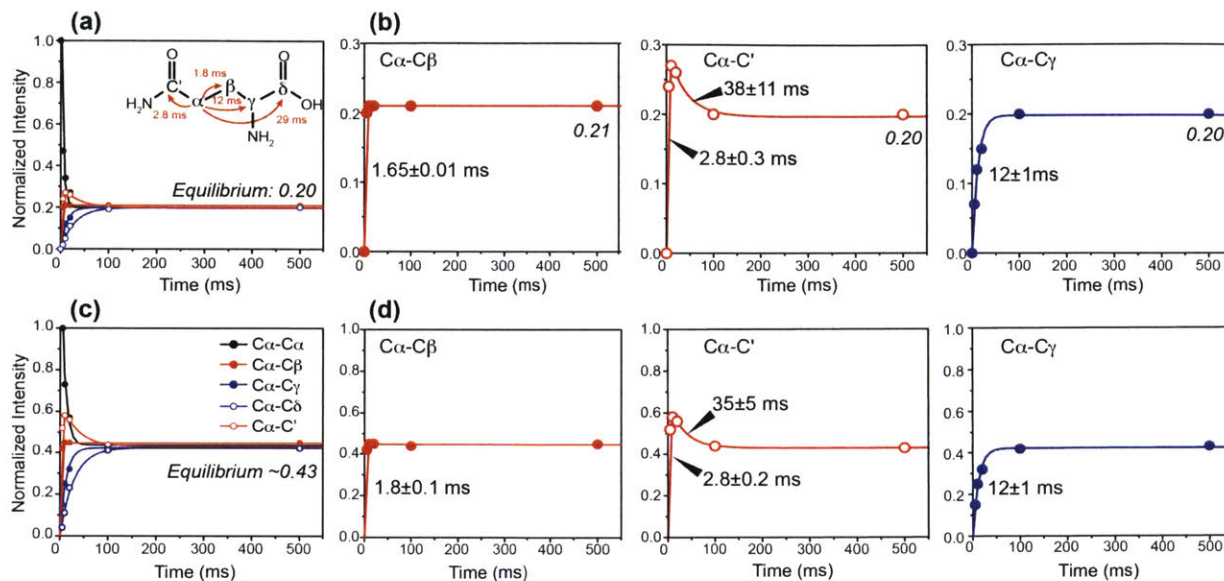 (a)
Normalized Intensity
1.0
0.8
0.6
0.4
0.2
0.0
0 100 200 300 400 500
Time (ms)
O
C'
H₂N
α
β
γ
NH₂
O
δ
OH
1.8 ms
12 ms
2.8 ms
29 ms
Equilibrium: 0.20
(b)
Cα-Cβ
0.3
0.2
0.1
0.0
0 100 200 300 400 500
Time (ms)
0.21
1.65±0.01 ms
Cα-C'
0.3
0.2
0.1
0.0
0 100 200 300 400 500
Time (ms)
38±11 ms
0.20
2.8±0.3 ms
Cα-Cγ
0.3
0.2
0.1
0.0
0 100 200 300 400 500
Time (ms)
0.20
12±1ms
(c)
Normalized Intensity
1.0
0.8
0.6
0.4
0.2
0.0
0 100 200 300 400 500
Time (ms)
Cα-Cα
Cα-Cβ
Cα-Cγ
Cα-Cδ
Cα-C'
Equilibrium ~0.43
(d)
Cα-Cβ
1.0
0.8
0.6
0.4
0.2
0.0
0 100 200 300 400 500
Time (ms)
1.8±0.1 ms
Cα-C'
1.0
0.8
0.6
0.4
0.2
0.0
0 100 200 300 400 500
Time (ms)
35±5 ms
2.8±0.2 ms
Cα-Cγ
1.0
0.8
0.6
0.4
0.2
0.0
0 100 200 300 400 500
Time (ms)
12±1 ms